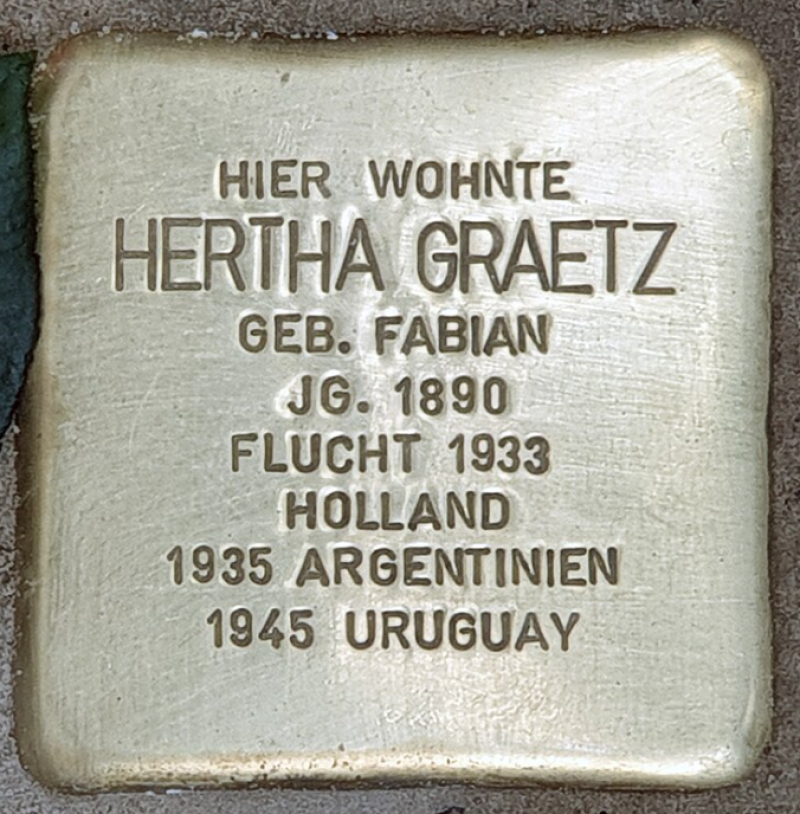 HIER WOHNTE
HERTHA GRAETZ
GEB. FABIAN
JG. 1890
FLUCHT 1933
HOLLAND
1935 ARGENTINIEN
1945 URUGUAY